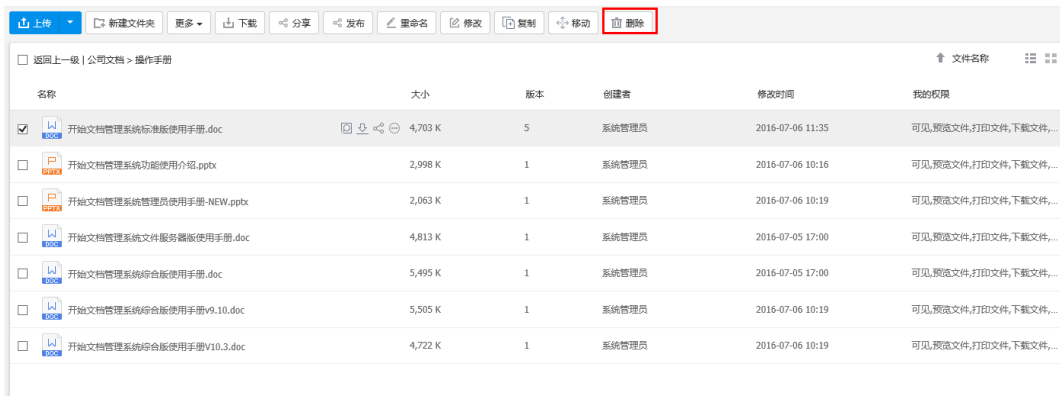 上传 新建文件夹 更多 下载 分享 发布 重命名 修改 复制 移动 删除
返回上一级 | 公司文档 > 操作手册 文件名称
名称 大小 版本 创建者 修改时间 我的权限
DOC 开始文档管理系统标准版使用手册.doc 4,703 K 5 系统管理员 2016-07-06 11:35 可见,预览文件,打印文件,下载文件,...
PPTX 开始文档管理系统功能使用介绍.pptx 2,998 K 1 系统管理员 2016-07-06 10:16 可见,预览文件,打印文件,下载文件,...
PPTX 开始文档管理系统管理员使用手册-NEW.pptx 2,063 K 1 系统管理员 2016-07-06 10:19 可见,预览文件,打印文件,下载文件,...
DOC 开始文档管理系统文件服务器版使用手册.doc 4,813 K 1 系统管理员 2016-07-05 17:00 可见,预览文件,打印文件,下载文件,...
DOC 开始文档管理系统综合版使用手册.doc 5,495 K 1 系统管理员 2016-07-05 17:00 可见,预览文件,打印文件,下载文件,...
DOC 开始文档管理系统综合版使用手册v9.10.doc 5,505 K 1 系统管理员 2016-07-06 10:19 可见,预览文件,打印文件,下载文件,...
DOC 开始文档管理系统综合版使用手册V10.3.doc 4,722 K 1 系统管理员 2016-07-06 10:19 可见,预览文件,打印文件,下载文件,...